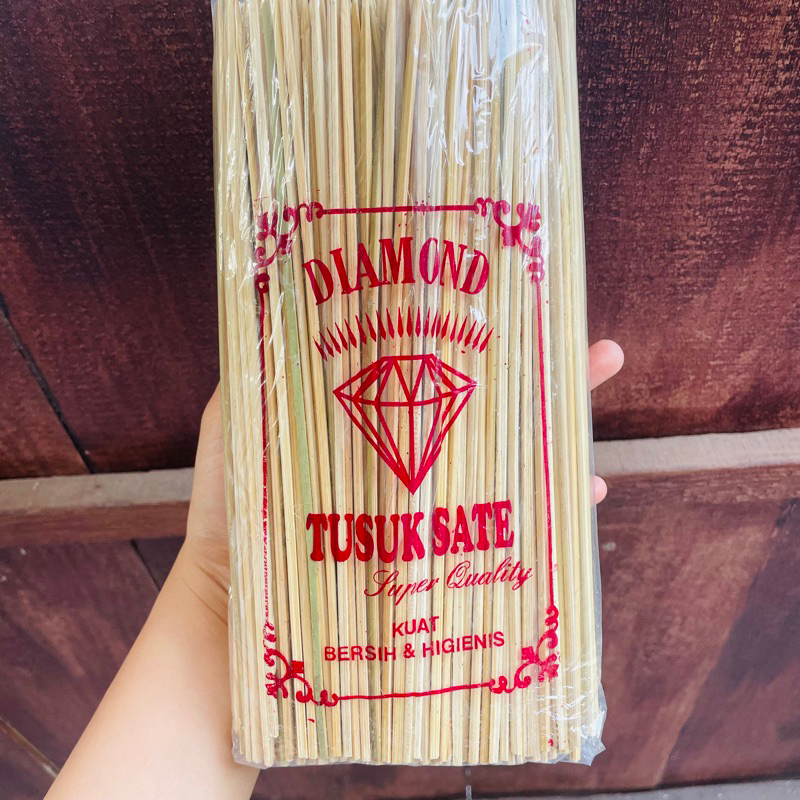 DIAMOND
TUSUK SATE
Super Quality
KUAT
BERSIH & HIGIENIS